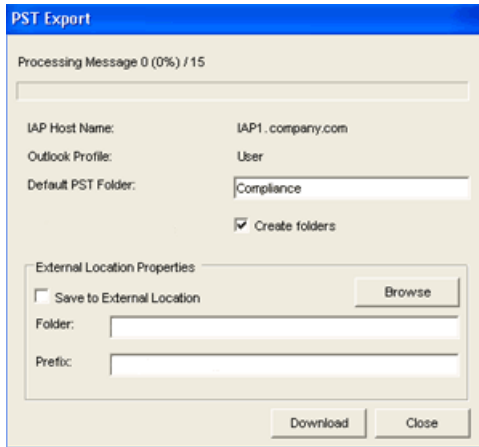 PST Export
Processing Message 0 (0%) / 15
IAP Host Name: IAP1.company.com
Outlook Profile: User
Default PST Folder: Compliance
Create folders
External Location Properties
Save to External Location Browse
Folder:
Prefix:
Download Close